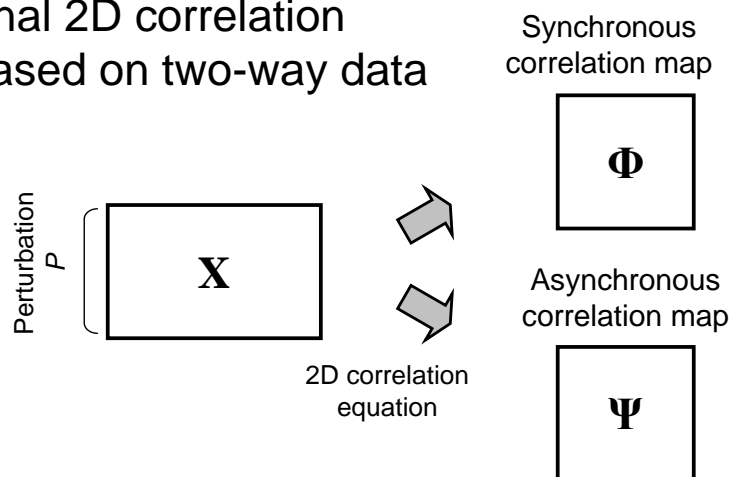 nal 2D correlation
ased on two-way data
Synchronous
correlation map
Φ
Perturbation
P
X
Asynchronous
correlation map
2D correlation
equation
Ψ